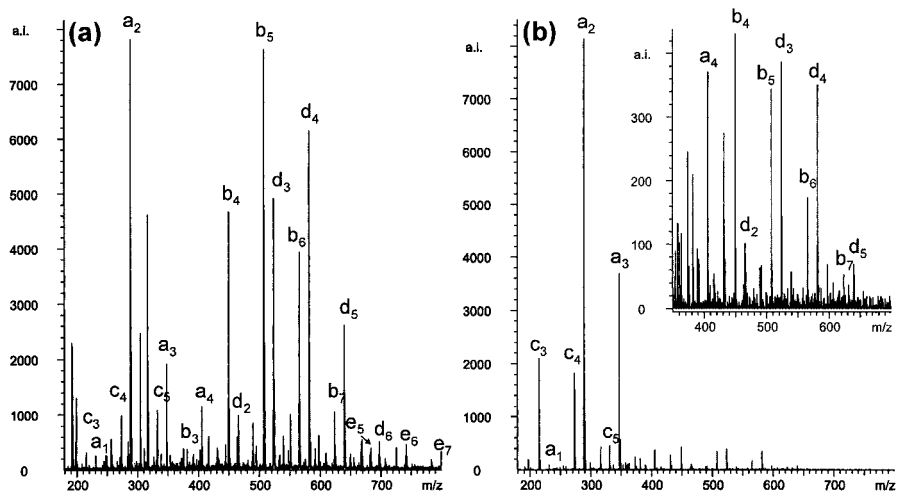 a.i. (a) a₂ b₅
7000
6000 d₄
5000 b₄ d₃
4000 b₆
3000 d₅
2000 a₃
1000 c₃ a₁ c₄ c₅ b₃ a₄ d₂ b₇ e₅ d₆ e₆ e₇
0
200 300 400 500 600 700 m/z
a.i. (b) a₂
7000
6000
5000
4000
3000 a₃
2000 c₃ c₄
1000 a₁ c₅
0
200 300 400 500 600 700 m/z
a.i. a₄ b₄ b₅ d₃ d₄
400
300
200 d₂ b₆
100 b₇ d₅
0
400 500 600 m/z